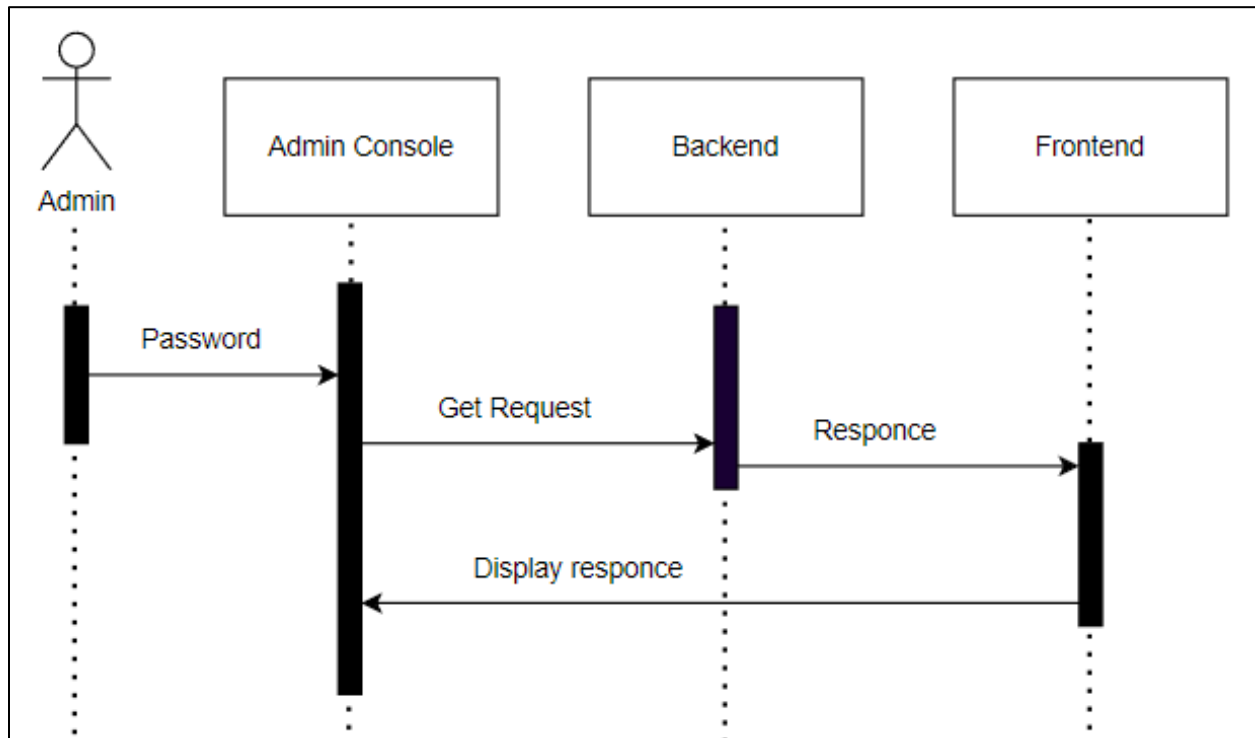 Admin Console
Backend
Frontend
Admin
Password
Get Request
Responce
Display responce